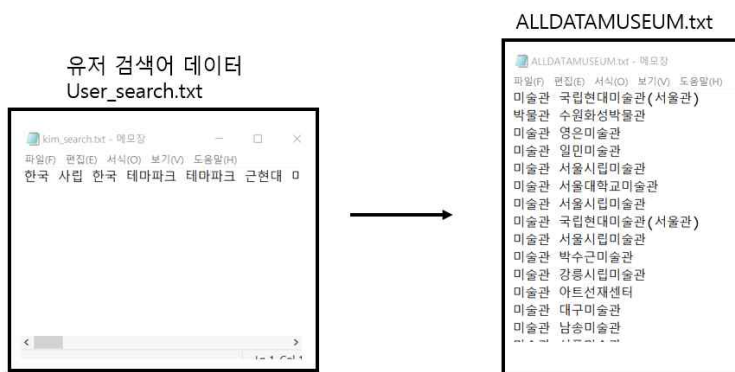 유저 검색어 데이터
User_search.txt
kim_search.txt - 메모장
파일(F) 편집(E) 서식(O) 보기(V) 도움말(H)
한국 사립 한국 테마파크 테마파크 근현대
ALLDATAMUSEUM.txt
ALLDATAMUSEUM.txt - 메모장
파일(F) 편집(E) 서식(O) 보기(V) 도움말(H)
미술관 국립현대미술관(서울관)
박물관 수원화성박물관
미술관 영은미술관
미술관 일민미술관
미술관 서울시립미술관
미술관 서울대학교미술관
미술관 서울시립미술관
미술관 국립현대미술관(서울관)
미술관 서울시립미술관
미술관 박수근미술관
미술관 강릉시립미술관
미술관 아트선재센터
미술관 대구미술관
미술관 남송미술관